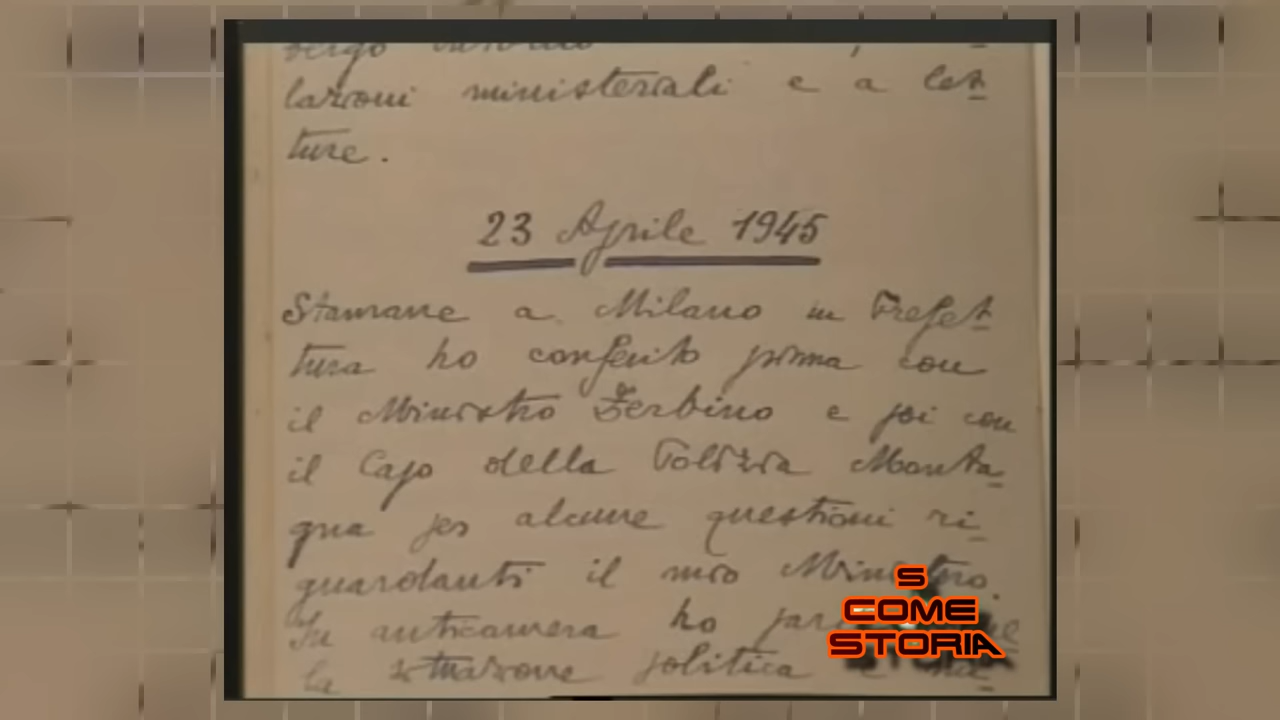 lazioni ministeriali e a let-
ture.
23 Aprile 1945
Stamane a Milano in Prefet-
tura ho conferito prima con
il Ministro Zerbino e poi con
il Capo della Polizia Monta-
gna per alcune questioni ri-
guardanti il mio Ministro.
In anticamera ho
la situazione politica e
S
COME
STORIA